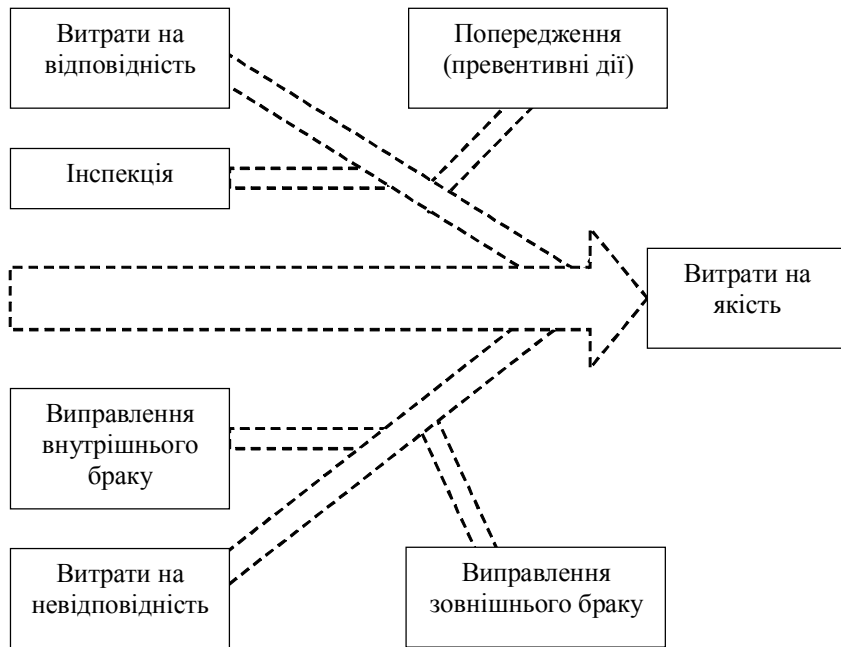 Витрати на
відповідність
Попередження
(превентивні дії)
Інспекція
Витрати на
якість
Виправлення
внутрішнього
браку
Витрати на
невідповідність
Виправлення
зовнішнього браку